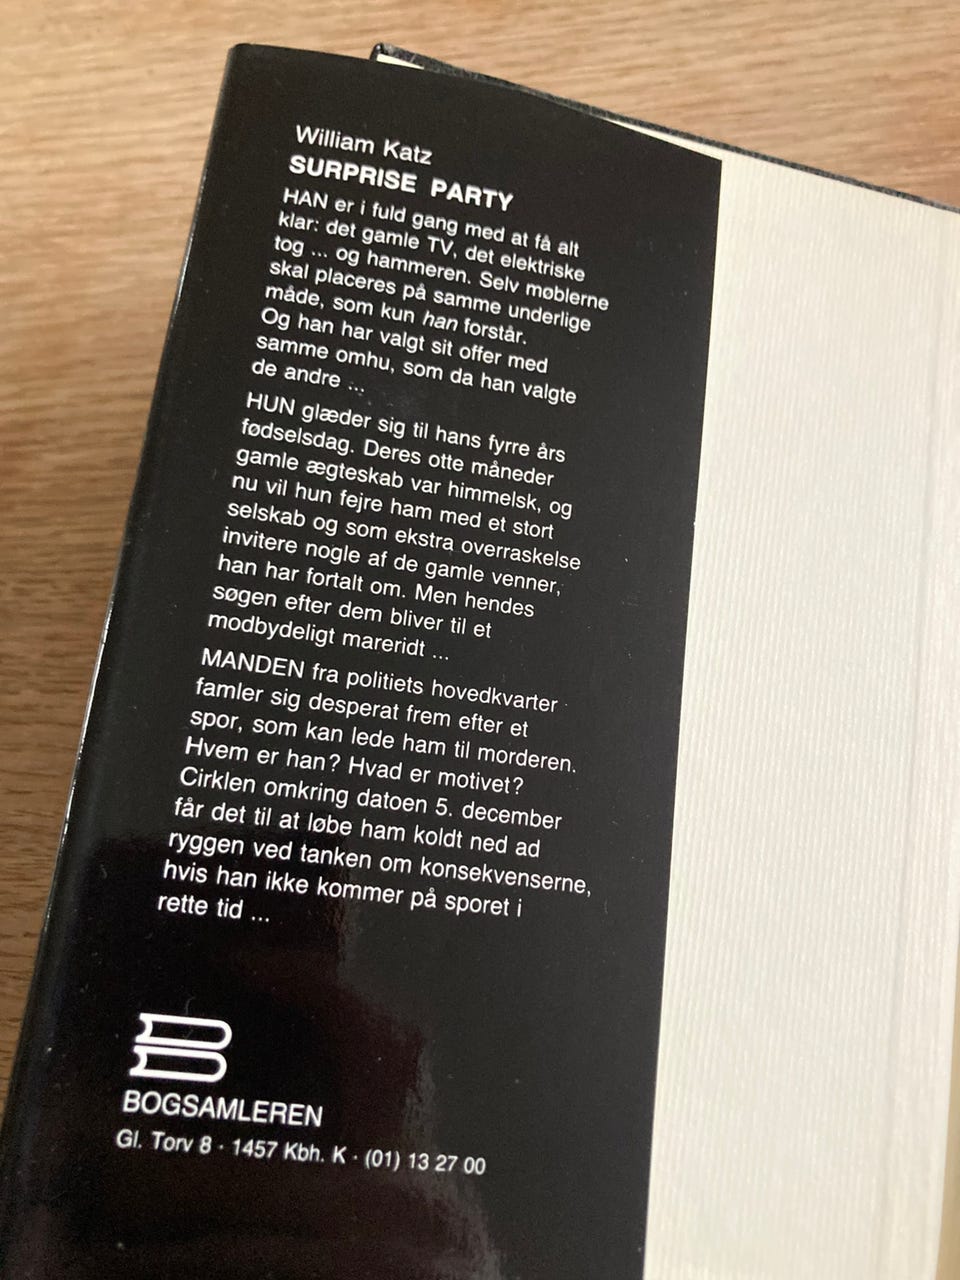 William Katz
SURPRISE PARTY
HAN er i fuld gang med at få alt
klar: det gamle TV, det elektriske
tog ... og hammeren. Selv møblerne
skal placeres på samme underlige
måde, som kun han forstår.
Og han har valgt sit offer med
samme omhu, som da han valgte
de andre ...
HUN glæder sig til hans fyrre års
fødselsdag. Deres otte måneder
gamle ægteskab var himmelsk, og
nu vil hun fejre ham med et stort
selskab og som ekstra overraskelse
invitere nogle af de gamle venner,
han har fortalt om. Men hendes
søgen efter dem bliver til et
modbydeligt mareridt ...
MANDEN fra politiets hovedkvarter
famler sig desperat frem efter et
spor, som kan lede ham til morderen.
Hvem er han? Hvad er motivet?
Cirklen omkring datoen 5. december
får det til at løbe ham koldt ned ad
ryggen ved tanken om konsekvenserne,
hvis han ikke kommer på sporet i
rette tid ...
BOGSAMLEREN
Gl. Torv 8 · 1457 Kbh. K · (01) 13 27 00